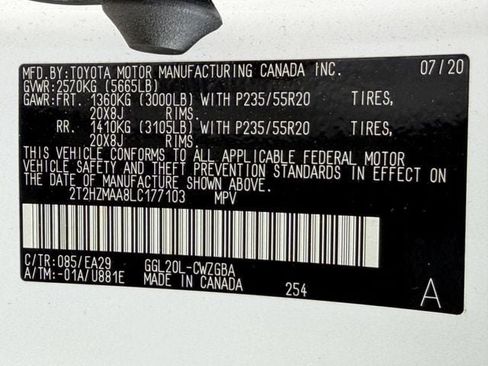 MFD.BY:TOYOTA MOTOR MANUFACTURING CANADA INC. 07/20
GVWR:2570KG (5665LB)
GAWR:FRT. 1360KG (3000LB) WITH P235/55R20 TIRES,
20X8J RIMS.
RR. 1410KG (3105LB) WITH P235/55R20 TIRES,
20X8J RIMS.
THIS VEHICLE CONFORMS TO ALL APPLICABLE FEDERAL MOTOR
VEHICLE SAFETY AND THEFT PREVENTION STANDARDS IN EFFECT ON
THE DATE OF MANUFACTURE SHOWN ABOVE.
2T2HZMAA8LC177103 MPV
C/TR:085/EA29 GGL20L-CWZGBA
A/TM:-01A/U881E MADE IN CANADA 254 A